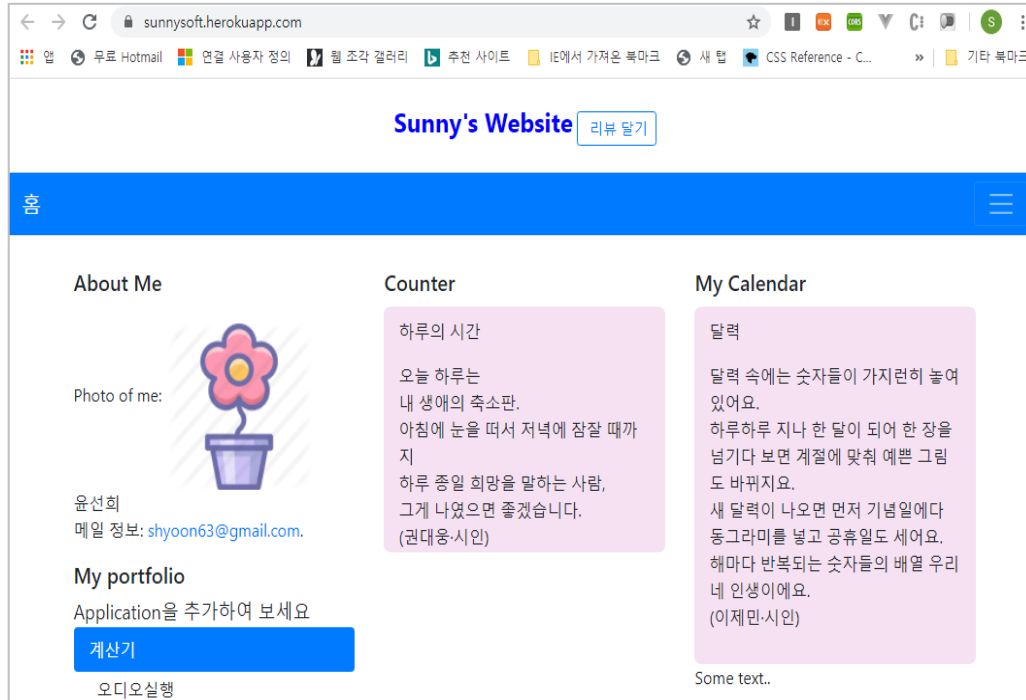 sunnysoft.herokuapp.com
앱 무료 Hotmail 연결 사용자 정의 웹 조각 갤러리 추천 사이트 IE에서 가져온 북마크 새 탭 CSS Reference - C... » 기타 북마크
Sunny's Website 리뷰 달기
홈
About Me
Photo of me:
윤선희
메일 정보: shyoon63@gmail.com.
My portfolio
Application을 추가하여 보세요
계산기
오디오실행
Counter
하루의 시간
오늘 하루는
내 생애의 축소판.
아침에 눈을 떠서 저녁에 잠잘 때까
지
하루 종일 희망을 말하는 사람,
그게 나였으면 좋겠습니다.
(권대웅·시인)
My Calendar
달력
달력 속에는 숫자들이 가지런히 놓여
있어요.
하루하루 지나 한 달이 되어 한 장을
넘기다 보면 계절에 맞춰 예쁜 그림
도 바뀌지요.
새 달력이 나오면 먼저 기념일에다
동그라미를 넣고 공휴일도 세어요.
해마다 반복되는 숫자들의 배열 우리
네 인생이에요.
(이제민·시인)
Some text..